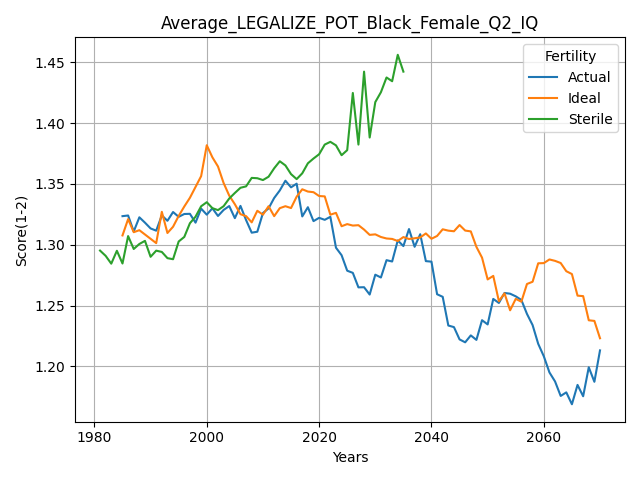 Average_LEGALIZE_POT_Black_Female_Q2_IQ
Score(1-2)
1.45
1.40
1.35
1.30
1.25
1.20
Fertility
Actual
Ideal
Sterile
1980 2000 2020 2040 2060
Years